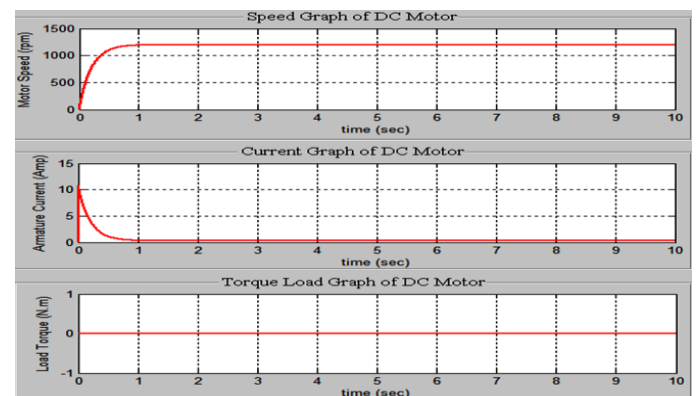 Speed Graph of DC Motor
Motor Speed (rpm)
1500
1000
500
0
0 1 2 3 4 5 6 7 8 9 10
time (sec)
Current Graph of DC Motor
Armature Current (Amp)
15
10
5
0
0 1 2 3 4 5 6 7 8 9 10
time (sec)
Torque Load Graph of DC Motor
Load Torque (N.m)
1
0
-1
0 1 2 3 4 5 6 7 8 9 10
time (sec)